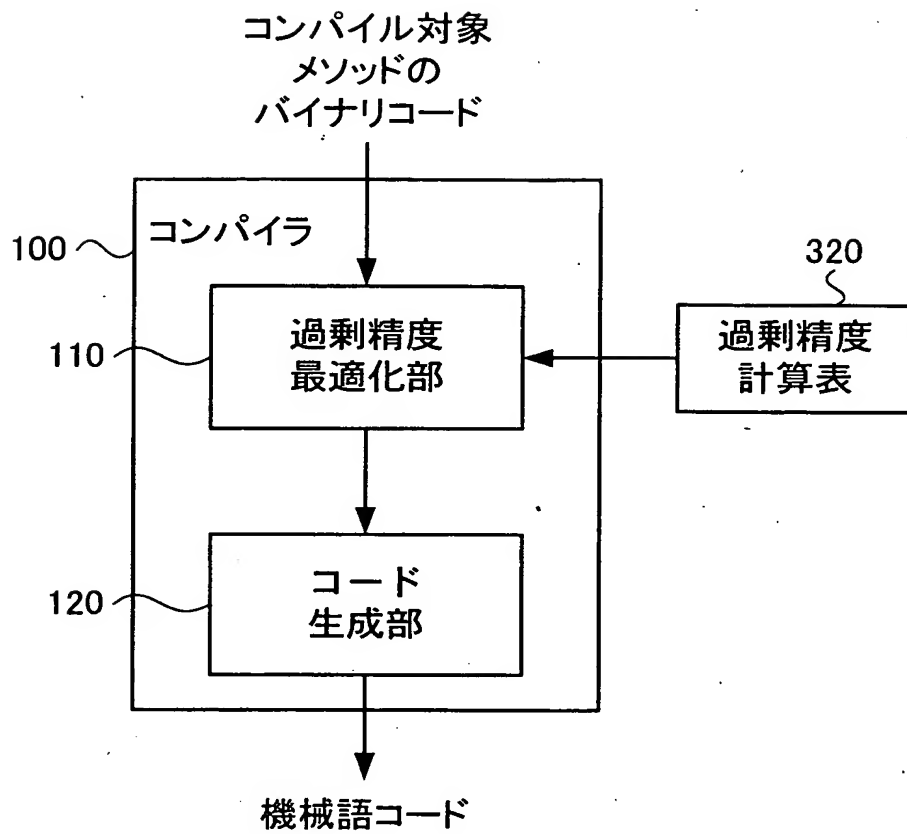 コンパイル対象
メソッドの
バイナリコード
100
コンパイラ
320
110
過剰精度
最適化部
過剰精度
計算表
120
コード
生成部
機械語コード